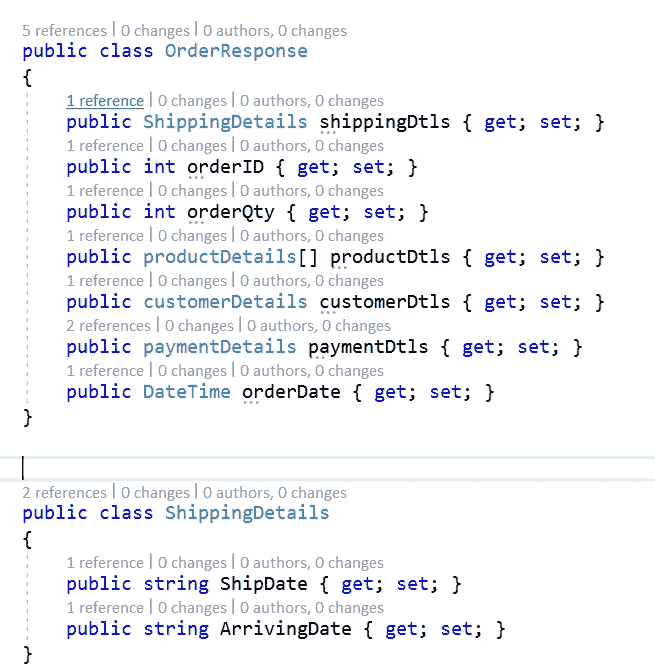 5 references | 0 changes | 0 authors, 0 changes
public class OrderResponse
{
1 reference | 0 changes | 0 authors, 0 changes
public ShippingDetails shippingDtls { get; set; }
1 reference | 0 changes | 0 authors, 0 changes
public int orderID { get; set; }
1 reference | 0 changes | 0 authors, 0 changes
public int orderQty { get; set; }
1 reference | 0 changes | 0 authors, 0 changes
public productDetails[] productDtls { get; set; }
1 reference | 0 changes | 0 authors, 0 changes
public customerDetails customerDtls { get; set; }
2 references | 0 changes | 0 authors, 0 changes
public paymentDetails paymentDtls { get; set; }
1 reference | 0 changes | 0 authors, 0 changes
public DateTime orderDate { get; set; }
}
2 references | 0 changes | 0 authors, 0 changes
public class ShippingDetails
{
1 reference | 0 changes | 0 authors, 0 changes
public string ShipDate { get; set; }
1 reference | 0 changes | 0 authors, 0 changes
public string ArrivingDate { get; set; }
}